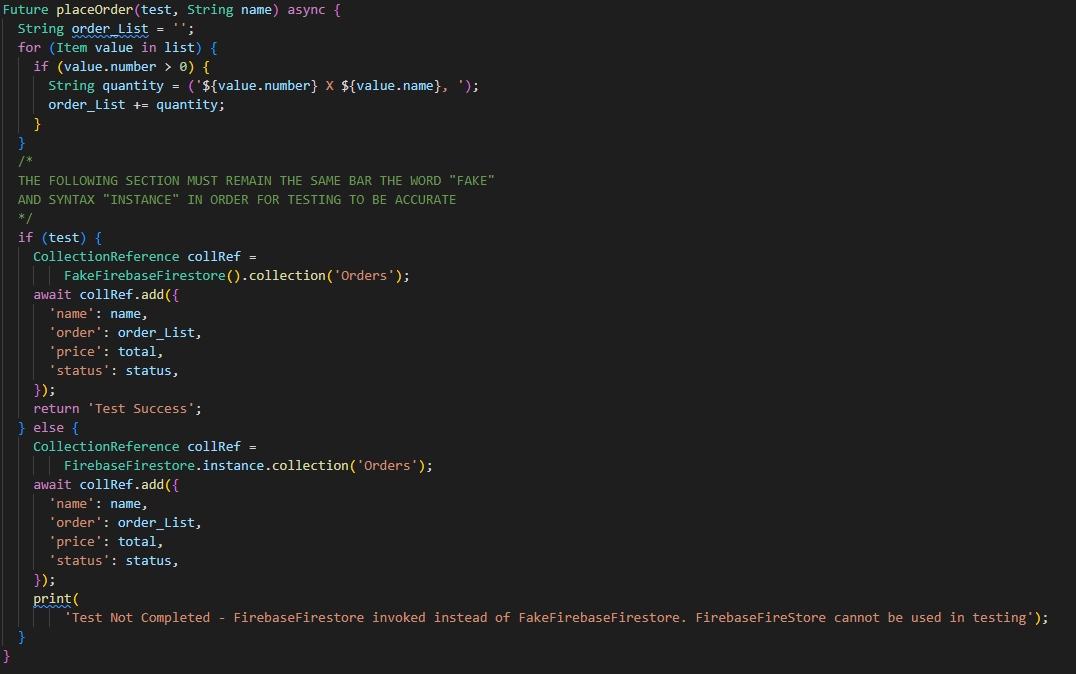 Future placeOrder(test, String name) async {
  String order_List = '';
  for (Item value in list) {
    if (value.number > 0) {
      String quantity = ('${value.number} X ${value.name}, ');
      order_List += quantity;
    }
  }
  /*
  THE FOLLOWING SECTION MUST REMAIN THE SAME BAR THE WORD "FAKE"
  AND SYNTAX "INSTANCE" IN ORDER FOR TESTING TO BE ACCURATE
  */
  if (test) {
    CollectionReference collRef =
        FakeFirebaseFirestore().collection('Orders');
    await collRef.add({
      'name': name,
      'order': order_List,
      'price': total,
      'status': status,
    });
    return 'Test Success';
  } else {
    CollectionReference collRef =
        FirebaseFirestore.instance.collection('Orders');
    await collRef.add({
      'name': name,
      'order': order_List,
      'price': total,
      'status': status,
    });
    print(
        'Test Not Completed - FirebaseFirestore invoked instead of FakeFirebaseFirestore. FirebaseFireStore cannot be used in testing');
  }
}